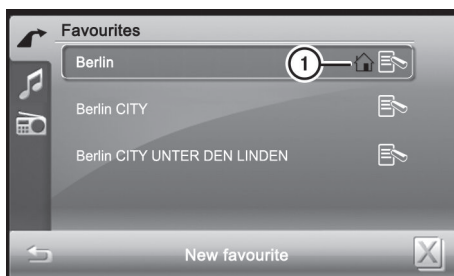 Favourites
Berlin
1
Berlin CITY
Berlin CITY UNTER DEN LINDEN
New favourite
X